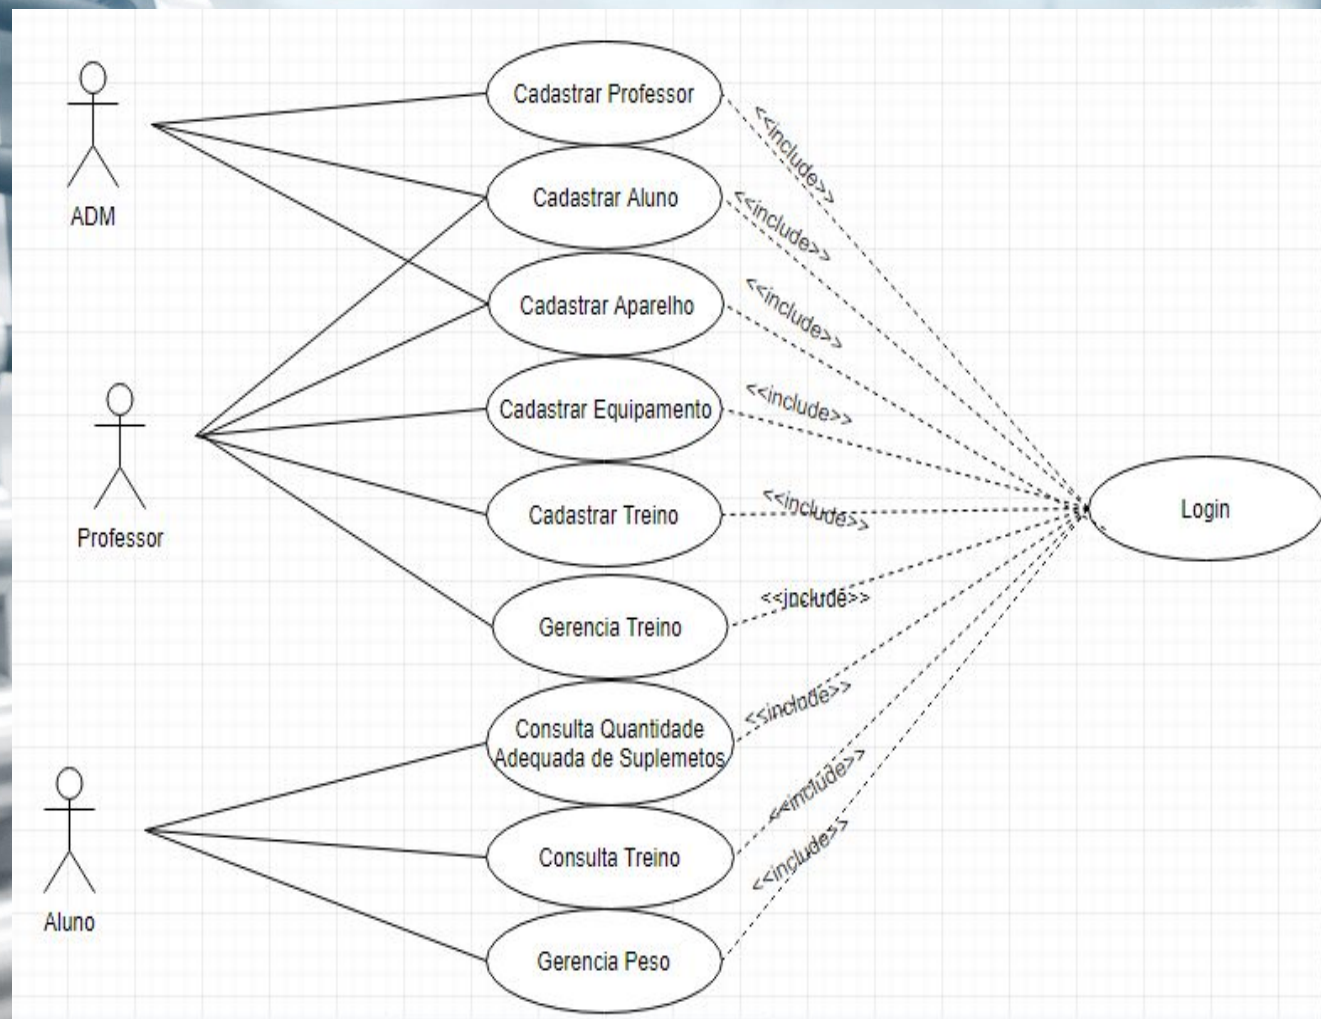 Cadastrar Professor
<<include>>
ADM
Cadastrar Aluno
<<include>>
Cadastrar Aparelho
<<include>>
Professor
Cadastrar Equipamento
<<include>>
Cadastrar Treino
<<include>>
Login
Gerencia Treino
<<include>>
Consulta Quantidade
Adequada de Suplemetos
<<include>>
Aluno
Consulta Treino
<<include>>
Gerencia Peso
<<include>>